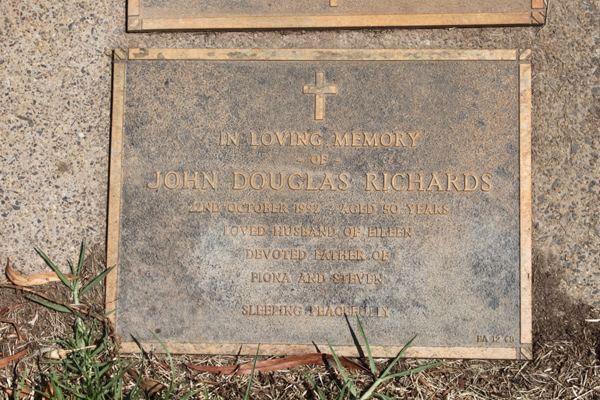 IN LOVING MEMORY
- OF -
JOHN DOUGLAS RICHARDS
22ND OCTOBER 1992 - AGED 50 YEARS
LOVED HUSBAND OF EILEEN
DEVOTED FATHER OF
FIONA AND STEVEN
SLEEPING PEACEFULLY